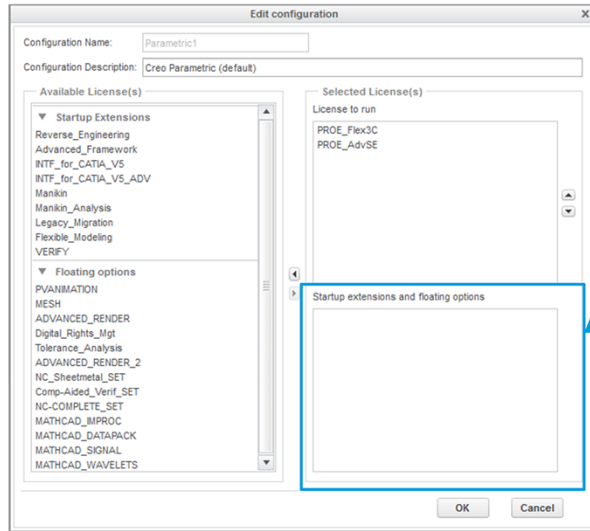 Edit configuration
x
Configuration Name: Parametric1
Configuration Description: Creo Parametric (default)
Available License(s)
Startup Extensions
Reverse_Engineering
Advanced_Framework
INTF_for_CATIA_V5
INTF_for_CATIA_V5_ADV
Manikin
Manikin_Analysis
Legacy_Migration
Flexible_Modeling
VERIFY
Floating options
PVANIMATION
MESH
ADVANCED_RENDER
Digital_Rights_Mgt
Tolerance_Analysis
ADVANCED_RENDER_2
NC_Sheetmetal_SET
Comp-Aided_Verif_SET
NC-COMPLETE_SET
MATHCAD_IMPROC
MATHCAD_DATAPACK
MATHCAD_SIGNAL
MATHCAD_WAVELETS
Selected License(s)
License to run
PROE_Flex3C
PROE_AdvSE
Startup extensions and floating options
OK Cancel